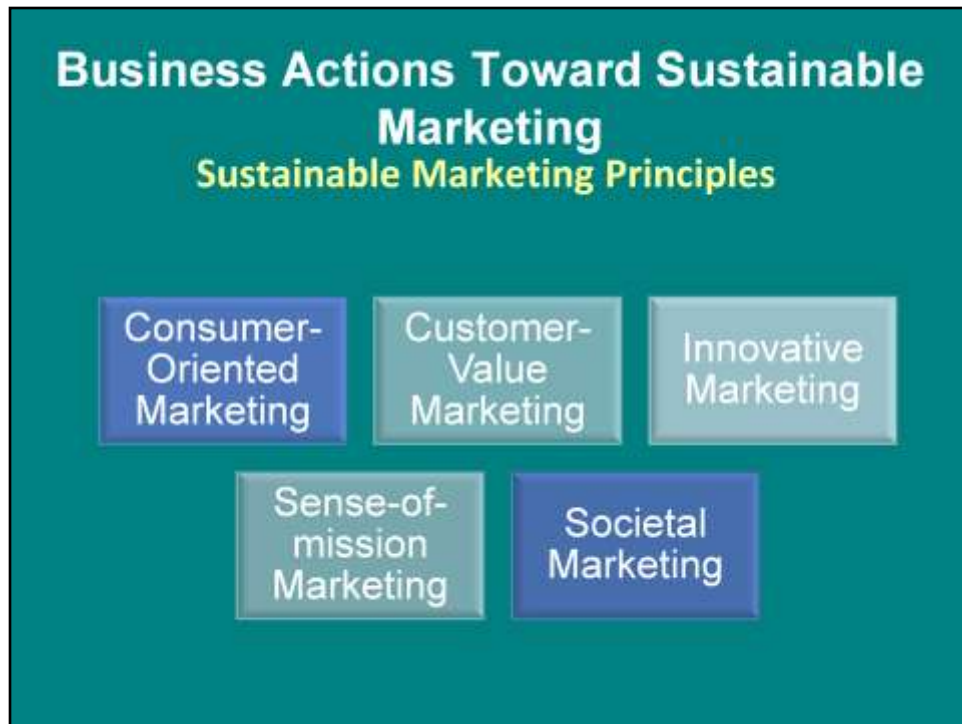 Business Actions Toward Sustainable
Marketing
Sustainable Marketing Principles
Consumer-
Oriented
Marketing
Customer-
Value
Marketing
Innovative
Marketing
Sense-of-
mission
Marketing
Societal
Marketing